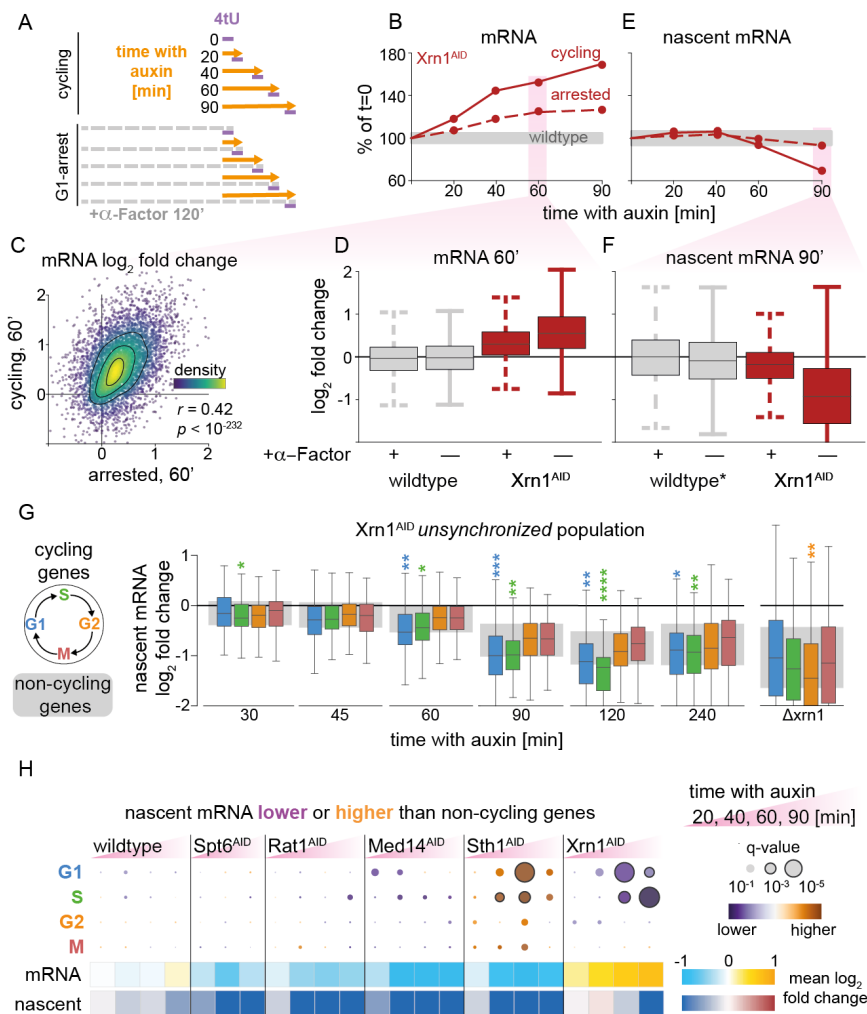 A
4tU
cycling
time with
auxin
[min]
0
20
40
60
90
G1-arrest
+α-Factor 120’
B
mRNA
Xrn1AID
cycling
arrested
wildtype
% of t=0
180
140
100
60
20 40 60 90
time with auxin [min]
E
nascent mRNA
20 40 60 90
C
mRNA log2 fold change
cycling, 60’
2
1
0
density
r = 0.42
p < 10-232
0 1 2
arrested, 60’
D
mRNA 60’
log2 fold change
2
1
0
-1
+α–Factor
+ — + —
wildtype Xrn1AID
F
nascent mRNA 90’
+ — + —
wildtype* Xrn1AID
G
cycling
genes
S
G1 G2
M
non-cycling
genes
Xrn1AID unsynchronized population
nascent mRNA
log2 fold change
1
0
-1
-2
*
** *
*** **
** ****
* **
**
30 45 60 90 120 240 Δxrn1
time with auxin [min]
H
nascent mRNA lower or higher than non-cycling genes
wildtype Spt6AID Rat1AID Med14AID Sth1AID Xrn1AID
G1
S
G2
M
mRNA
nascent
time with auxin
20, 40, 60, 90 [min]
q-value
10-1 10-3 10-5
lower higher
-1 0 1
mean log2
fold change